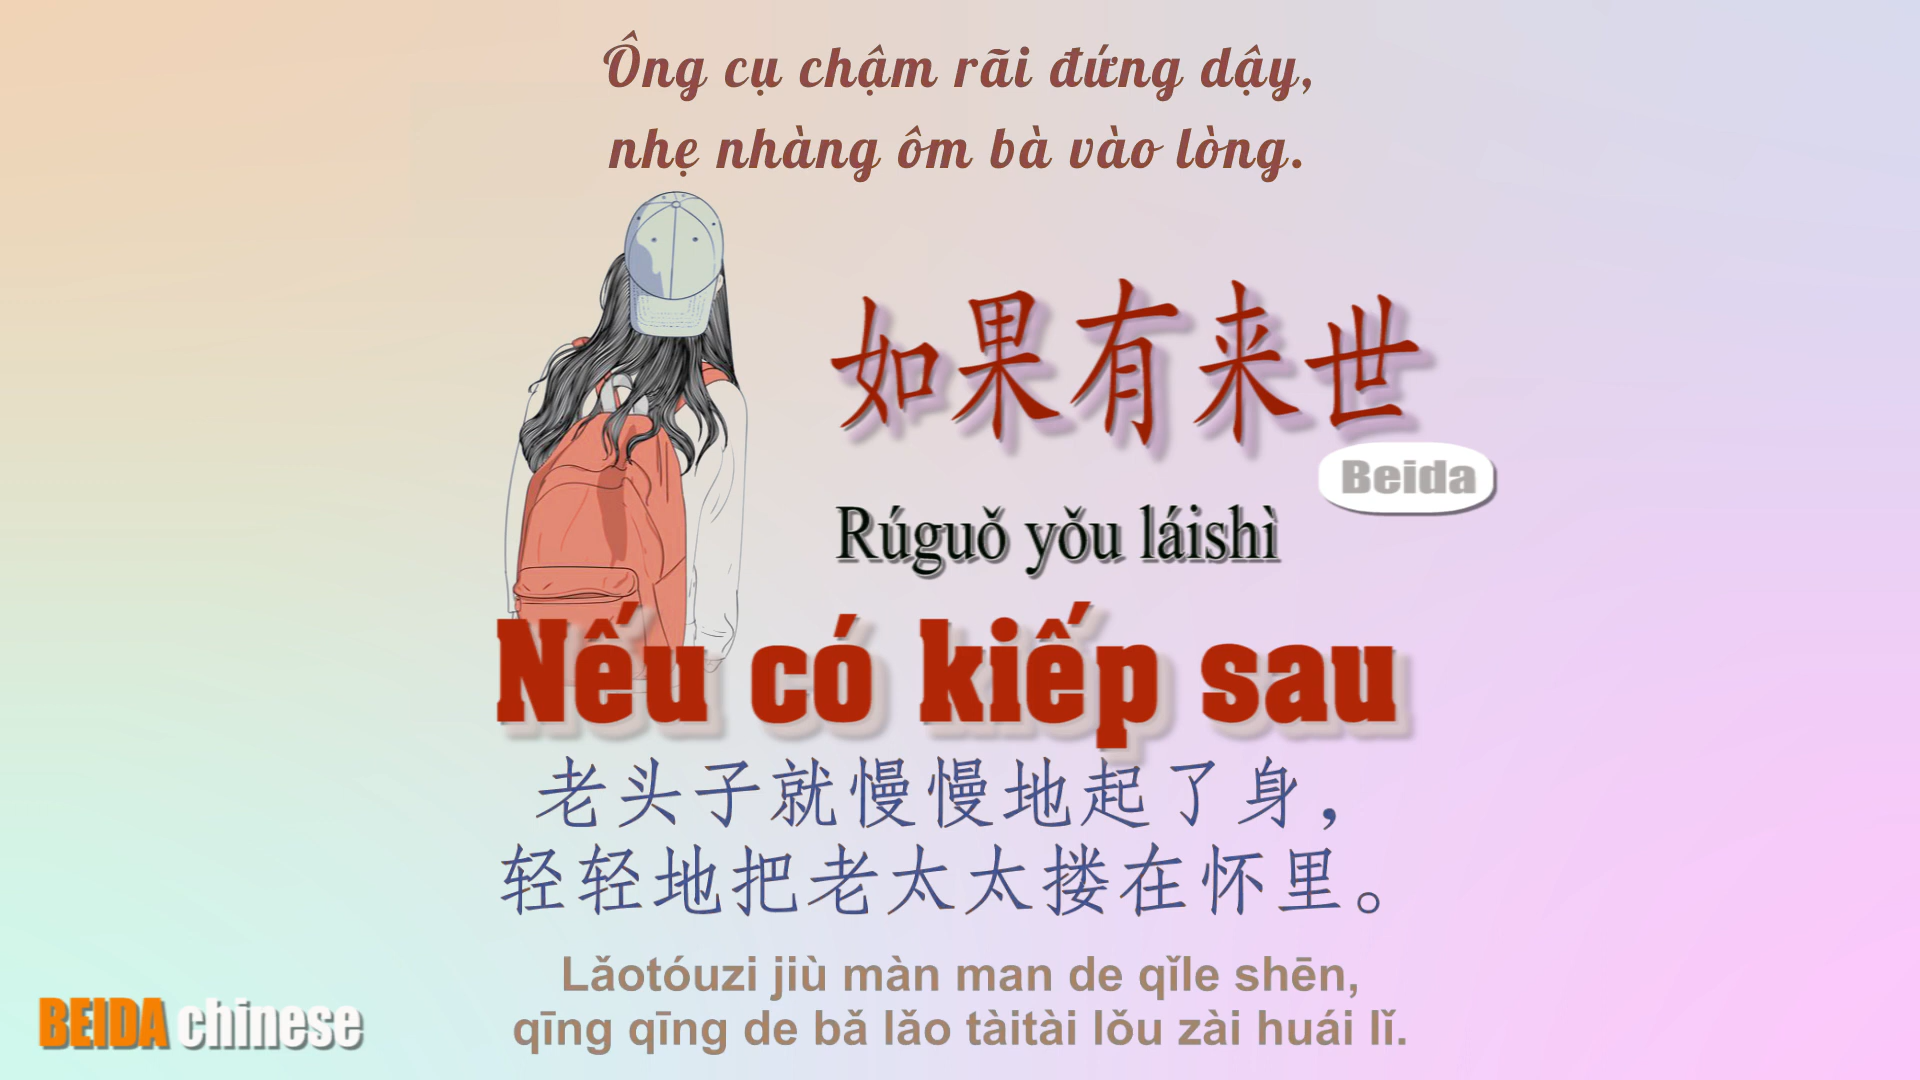 Ông cụ chậm rãi đứng dậy,
nhẹ nhàng ôm bà vào lòng.
如果有来世
Beida
Rúguǒ yǒu láishì
Nếu có kiếp sau
老头子就慢慢地起了身，
轻轻地把老太太搂在怀里。
Lǎotóuzi jiù màn man de qǐle shēn,
qīng qīng de bǎ lǎo tàitài lǒu zài huái lǐ.
BEIDA chinese